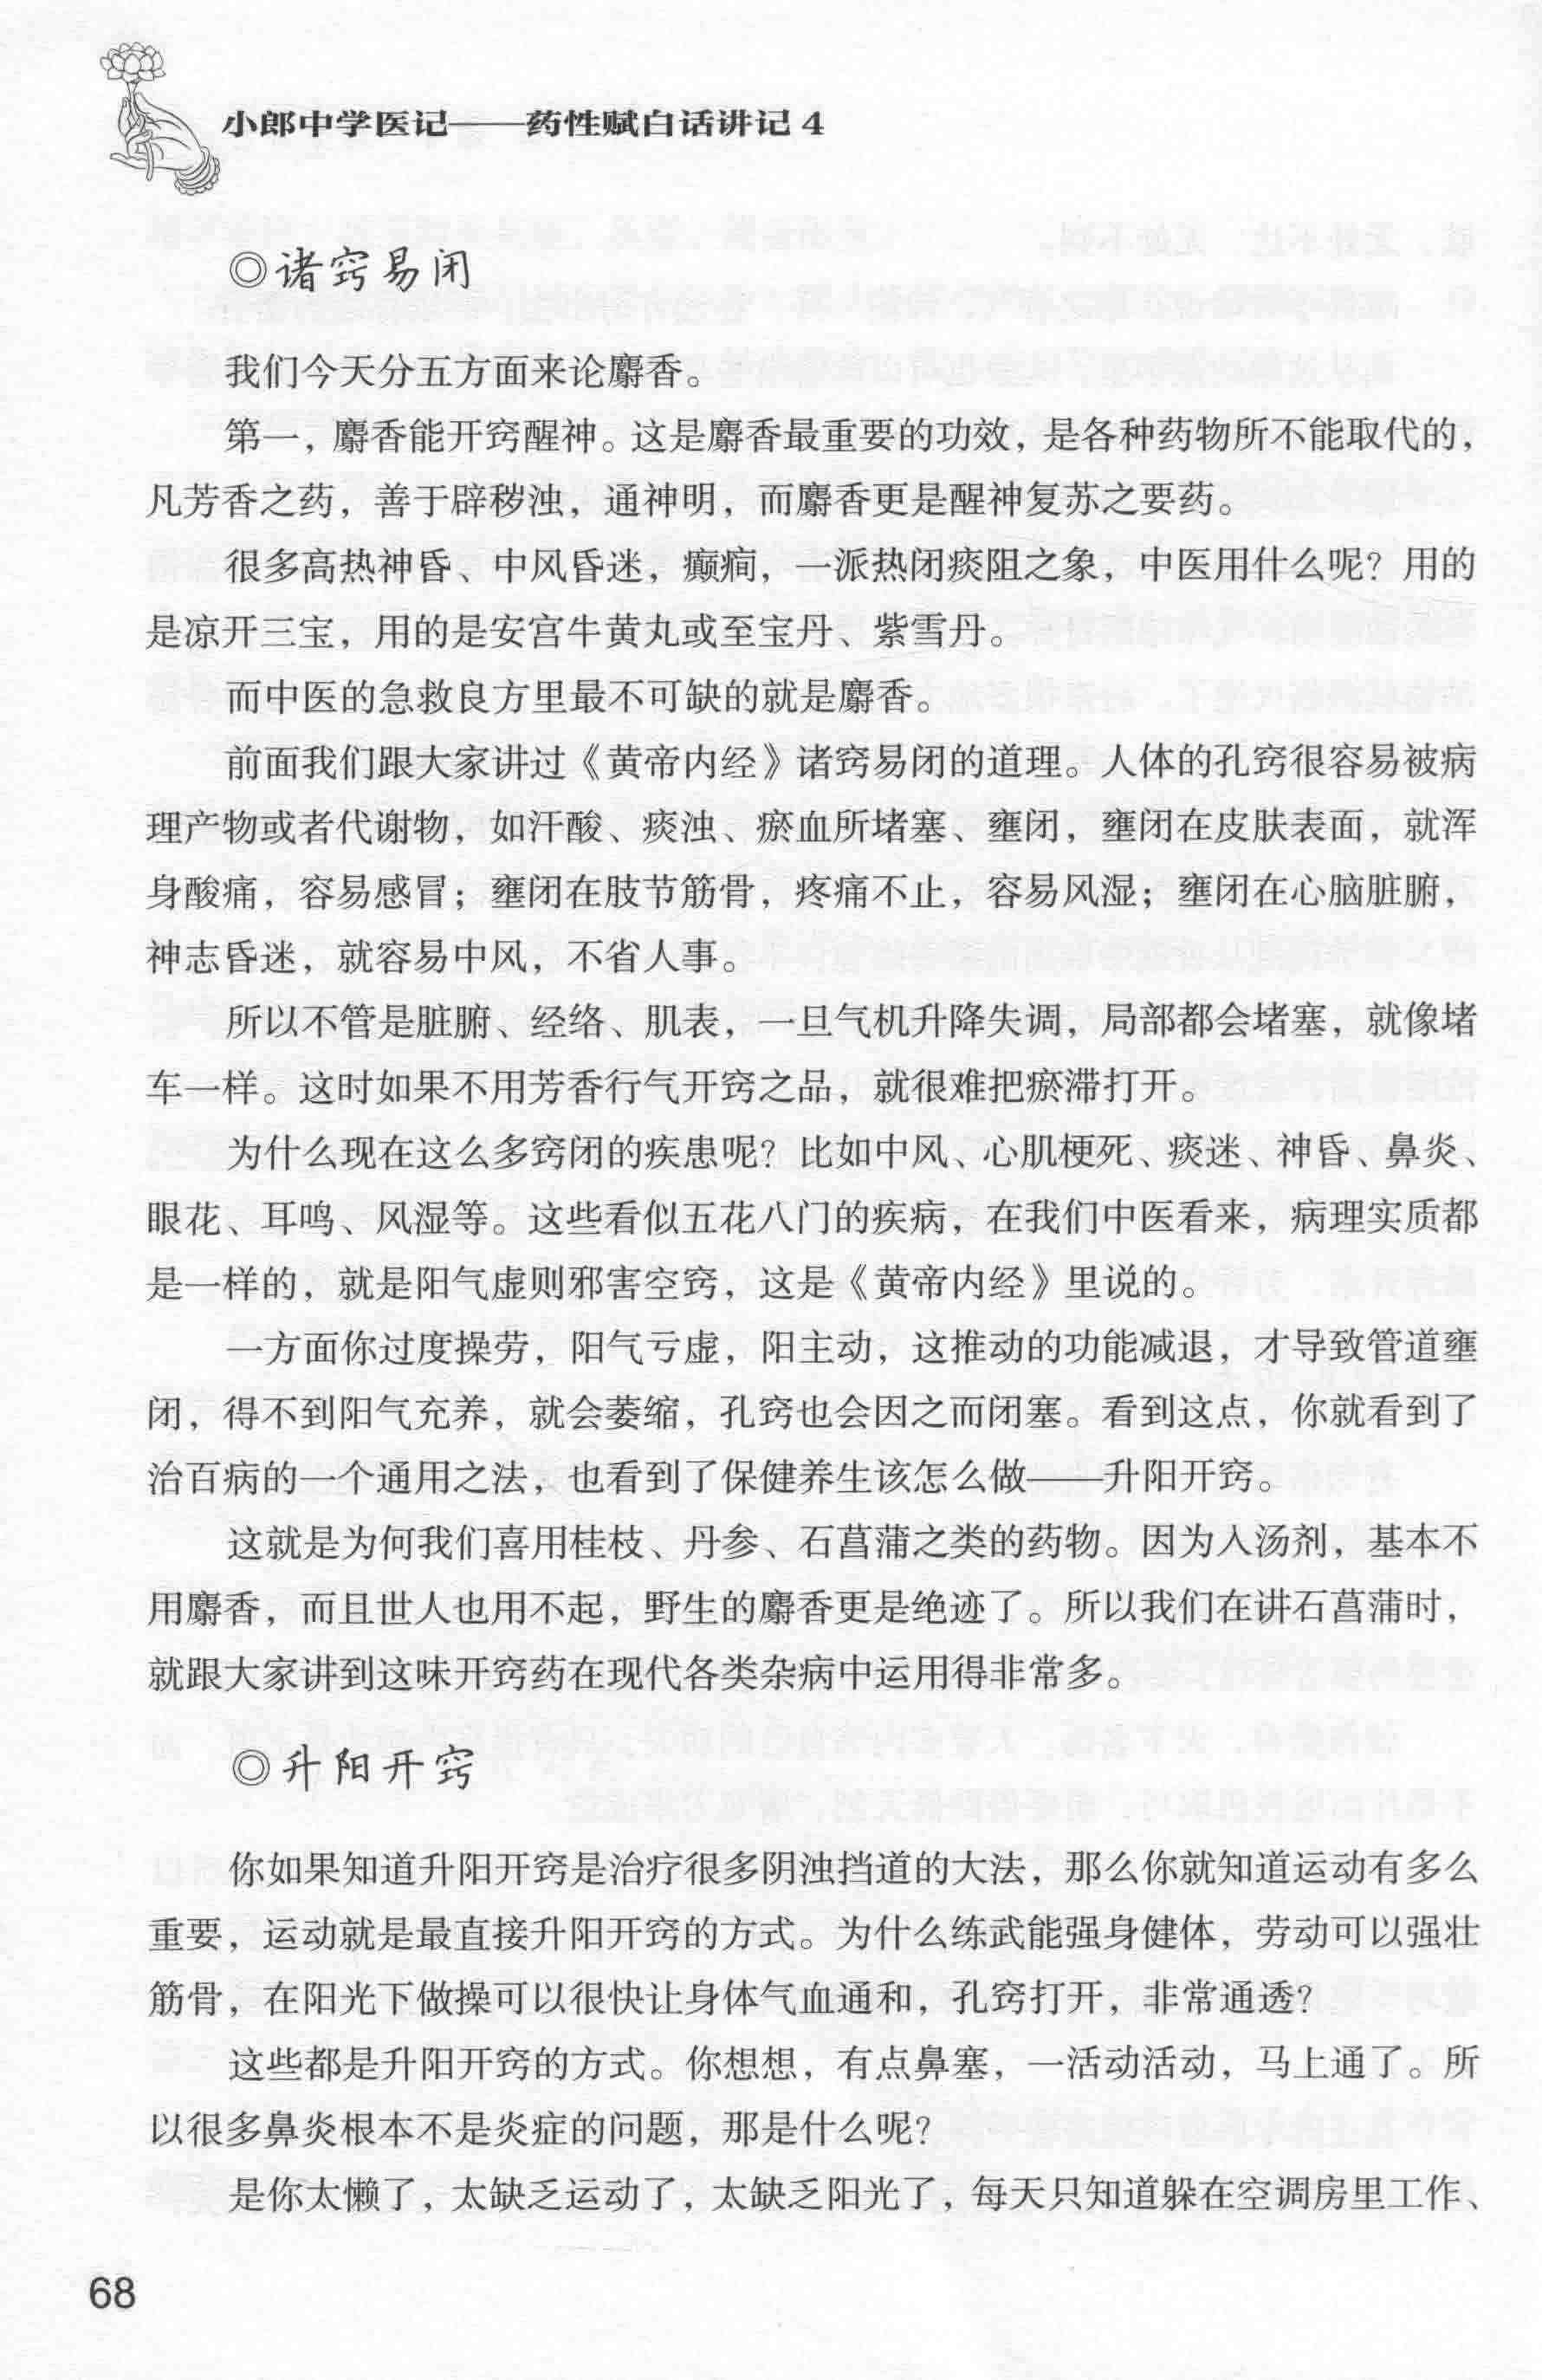 小郎中学医记——药性赋白话讲记4
◎诸窍易闭
我们今天分五方面来论麝香。
第一，麝香能开窍醒神。这是麝香最重要的功效，是各种药物所不能取代的，
凡芳香之药，善于辟秽浊，通神明，而麝香更是醒神复苏之要药。
很多高热神昏、中风昏迷，癫痫，一派热闭痰阻之象，中医用什么呢？用的
是凉开三宝，用的是安宫牛黄丸或至宝丹、紫雪丹。
而中医的急救良方里最不可缺的就是麝香。
前面我们跟大家讲过《黄帝内经》诸窍易闭的道理。人体的孔窍很容易被病
理产物或者代谢物，如汗酸、痰浊、瘀血所堵塞、壅闭，壅闭在皮肤表面，就浑
身酸痛，容易感冒；壅闭在肢节筋骨，疼痛不止，容易风湿；壅闭在心脑脏腑，
神志昏迷，就容易中风，不省人事。
所以不管是脏腑、经络、肌表，一旦气机升降失调，局部都会堵塞，就像堵
车一样。这时如果不用芳香行气开窍之品，就很难把瘀滞打开。
为什么现在这么多窍闭的疾患呢？比如中风、心肌梗死、痰迷、神昏、鼻炎、
眼花、耳鸣、风湿等。这些看似五花八门的疾病，在我们中医看来，病理实质都
是一样的，就是阳气虚则邪害空窍，这是《黄帝内经》里说的。
一方面你过度操劳，阳气亏虚，阳主动，这推动的功能减退，才导致管道壅
闭，得不到阳气充养，就会萎缩，孔窍也会因之而闭塞。看到这点，你就看到了
治百病的一个通用之法，也看到了保健养生该怎么做——升阳开窍。
这就是为何我们喜用桂枝、丹参、石菖蒲之类的药物。因为入汤剂，基本不
用麝香，而且世人也用不起，野生的麝香更是绝迹了。所以我们在讲石菖蒲时，
就跟大家讲到这味开窍药在现代各类杂病中运用得非常多。
◎升阳开窍
你如果知道升阳开窍是治疗很多阴浊挡道的大法，那么你就知道运动有多么
重要，运动就是最直接升阳开窍的方式。为什么练武能强身健体，劳动可以强壮
筋骨，在阳光下做操可以很快让身体气血通和，孔窍打开，非常通透？
这些都是升阳开窍的方式。你想想，有点鼻塞，一活动活动，马上通了。所
以很多鼻炎根本不是炎症的问题，那是什么呢？
是你太懒了，太缺乏运动了，太缺乏阳光了，每天只知道躲在空调房里工作、
68